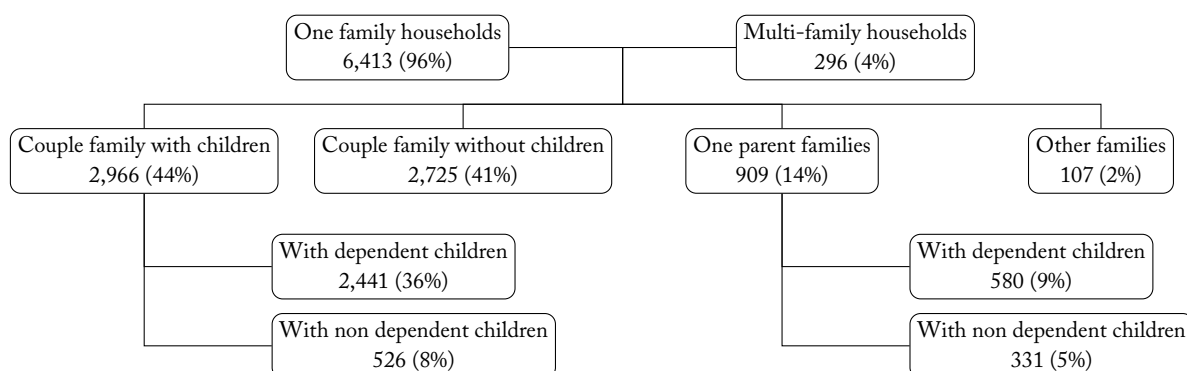 One family households
6,413 (96%)
Multi-family households
296 (4%)
Couple family with children
2,966 (44%)
Couple family without children
2,725 (41%)
One parent families
909 (14%)
Other families
107 (2%)
With dependent children
2,441 (36%)
With dependent children
580 (9%)
With non dependent children
526 (8%)
With non dependent children
331 (5%)